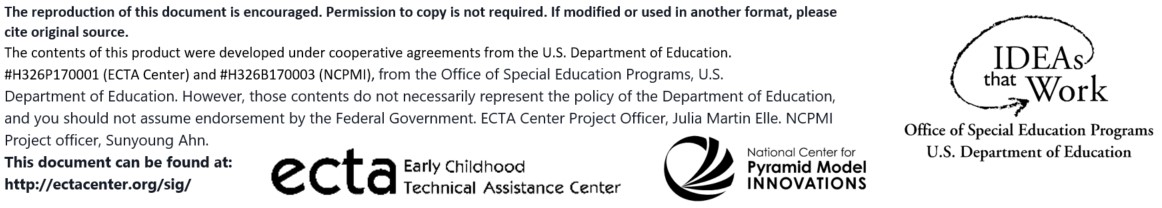 The reproduction of this document is encouraged. Permission to copy is not required. If modified or used in another format, please
cite original source.
The contents of this product were developed under cooperative agreements from the U.S. Department of Education.
#H326P170001 (ECTA Center) and #H326B170003 (NCPMI), from the Office of Special Education Programs, U.S.
Department of Education. However, those contents do not necessarily represent the policy of the Department of Education,
and you should not assume endorsement by the Federal Government. ECTA Center Project Officer, Julia Martin Elle. NCPMI
Project officer, Sunyoung Ahn.
This document can be found at:
http://ectacenter.org/sig/
ecta
Early Childhood
Technical Assistance Center
National Center for
Pyramid Model
INNOVATIONS
IDEAs
that Work
Office of Special Education Programs
U.S. Department of Education